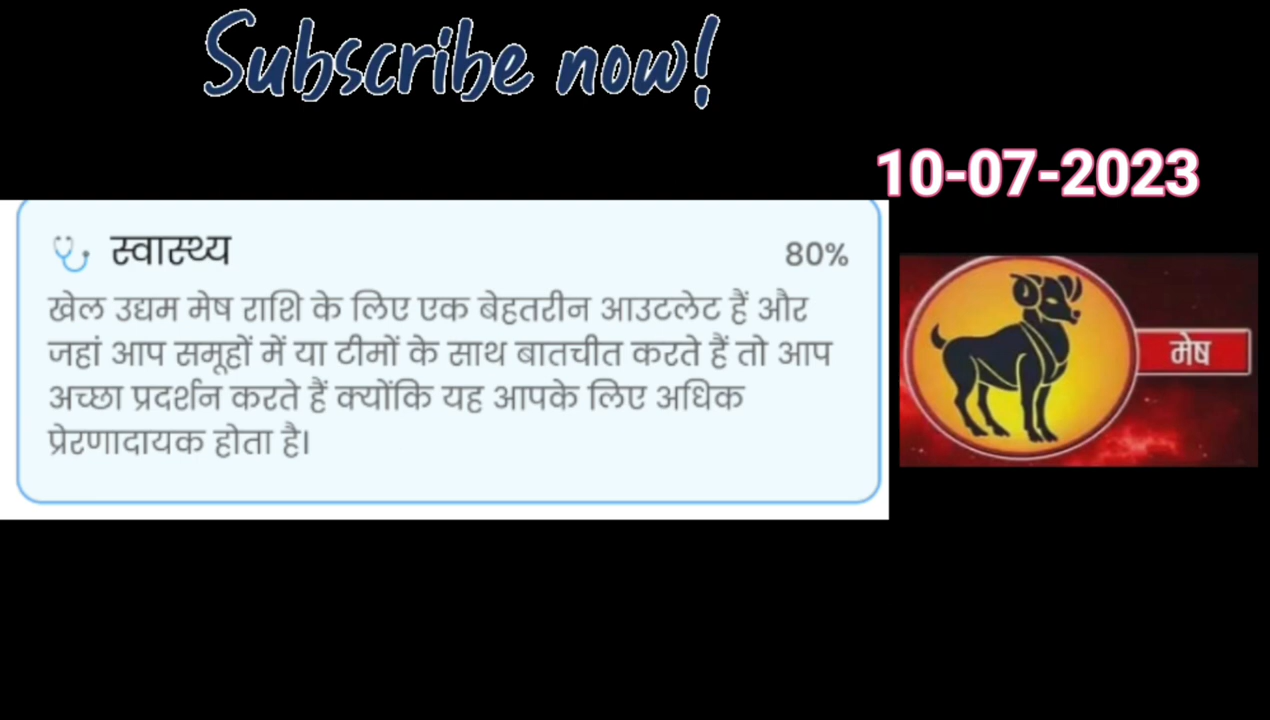 Subscribe now!
10-07-2023
स्वास्थ्य 80%
खेल उद्यम मेष राशि के लिए एक बेहतरीन आउटलेट हैं और
जहां आप समूहों में या टीमों के साथ बातचीत करते हैं तो आप
अच्छा प्रदर्शन करते हैं क्योंकि यह आपके लिए अधिक
प्रेरणादायक होता है।
मेष